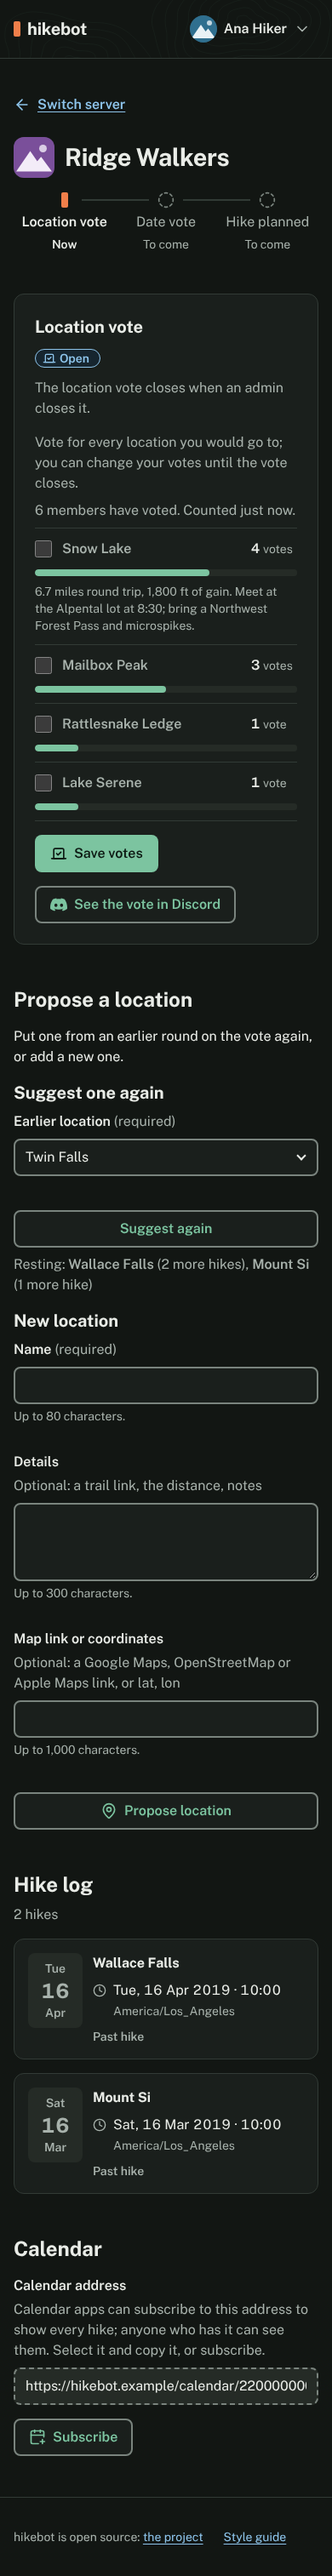 hikebot
Ana Hiker
Switch server
Ridge Walkers
Location vote
Now
Date vote
To come
Hike planned
To come
Location vote
Open
The location vote closes when an admin
closes it.
Vote for every location you would go to;
you can change your votes until the vote
closes.
6 members have voted. Counted just now.
Snow Lake
4 votes
6.7 miles round trip, 1,800 ft of gain. Meet at
the Alpental lot at 8:30; bring a Northwest
Forest Pass and microspikes.
Mailbox Peak
3 votes
Rattlesnake Ledge
1 vote
Lake Serene
1 vote
Save votes
See the vote in Discord
Propose a location
Put one from an earlier round on the vote again,
or add a new one.
Suggest one again
Earlier location (required)
Twin Falls
Suggest again
Resting: Wallace Falls (2 more hikes), Mount Si
(1 more hike)
New location
Name (required)
Up to 80 characters.
Details
Optional: a trail link, the distance, notes
Up to 300 characters.
Map link or coordinates
Optional: a Google Maps, OpenStreetMap or
Apple Maps link, or lat, lon
Up to 1,000 characters.
Propose location
Hike log
2 hikes
Tue
16
Apr
Wallace Falls
Tue, 16 Apr 2019 · 10:00
America/Los_Angeles
Past hike
Sat
16
Mar
Mount Si
Sat, 16 Mar 2019 · 10:00
America/Los_Angeles
Past hike
Calendar
Calendar address
Calendar apps can subscribe to this address to
show every hike; anyone who has it can see
them. Select it and copy it, or subscribe.
https://hikebot.example/calendar/220000000
Subscribe
hikebot is open source: the project
Style guide